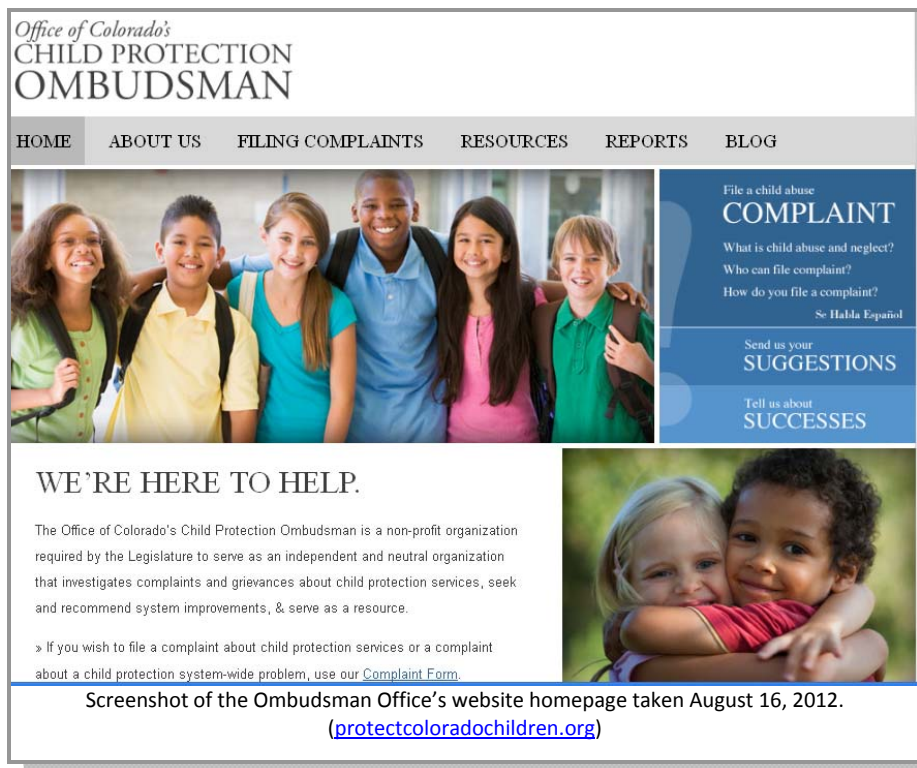 Office of Colorado's
CHILD PROTECTION
OMBUDSMAN
HOME ABOUT US FILING COMPLAINTS RESOURCES REPORTS BLOG
File a child abuse
COMPLAINT
What is child abuse and neglect?
Who can file complaint?
How do you file a complaint?
Se Habla Español
Send us your
SUGGESTIONS
Tell us about
SUCCESSES
!
WE'RE HERE TO HELP.
The Office of Colorado's Child Protection Ombudsman is a non-profit organization
required by the Legislature to serve as an independent and neutral organization
that investigates complaints and grievances about child protection services, seek
and recommend system improvements, & serve as a resource.
» If you wish to file a complaint about child protection services or a complaint
about a child protection system-wide problem, use our Complaint Form.
Screenshot of the Ombudsman Office’s website homepage taken August 16, 2012.
(protectcoloradochildren.org)